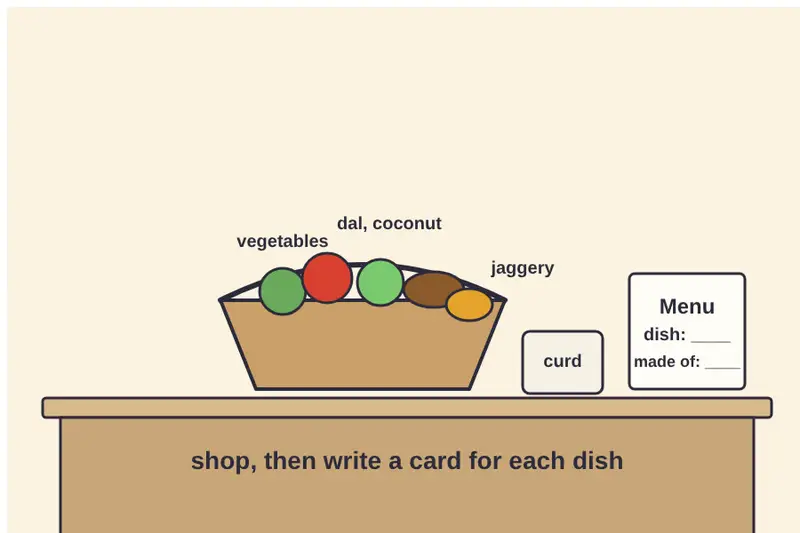 dal, coconut
vegetables
jaggery
curd
Menu
dish: ____
made of: ____
shop, then write a card for each dish